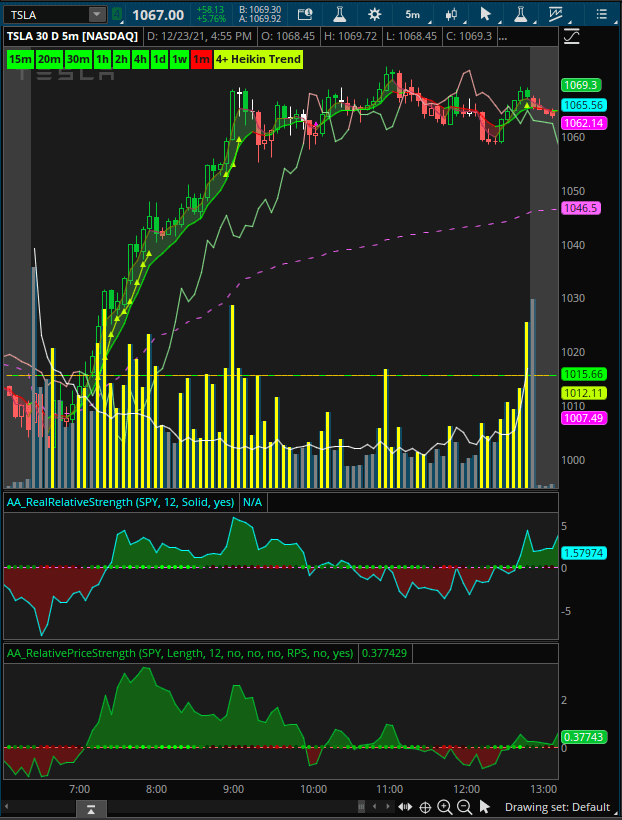 TSLA 1067.00 +58.13 +5.76% B: 1069.30 A: 1069.92 5m
TSLA 30 D 5m [NASDAQ] D: 12/23/21, 4:55 PM O: 1068.45 H: 1069.72 L: 1068.45 C: 1069.3 ...
15m 20m 30m 1h 2h 4h 1d 1w 1m 4+ Heikin Trend
TESLA
1069.3
1065.56
1062.14
1060
1050
1046.5
1040
1030
1020
1015.66
1012.11
1010
1007.49
1000
AA_RealRelativeStrength (SPY, 12, Solid, yes) N/A
5
1.57974
0
-5
AA_RelativePriceStrength (SPY, Length, 12, no, no, no, RPS, no, yes) 0.377429
2
0.37743
0
7:00 8:00 9:00 10:00 11:00 12:00 13:00
Drawing set: Default